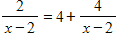 2/(x-2) = 4 + 4/(x-2)